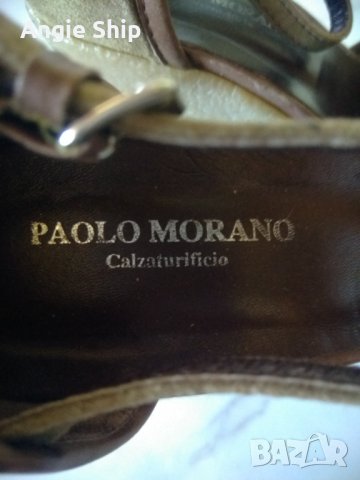 Angie Ship
PAOLO MORANO
Calzaturificio
BAZAR